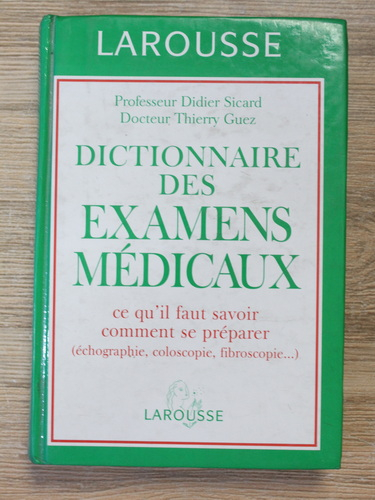 LAROUSSE
Professeur Didier Sicard
Docteur Thierry Guez
DICTIONNAIRE
DES
EXAMENS
MÉDICAUX
ce qu'il faut savoir
comment se préparer
(échographie, coloscopie, fibroscopie...)
LAROUSSE